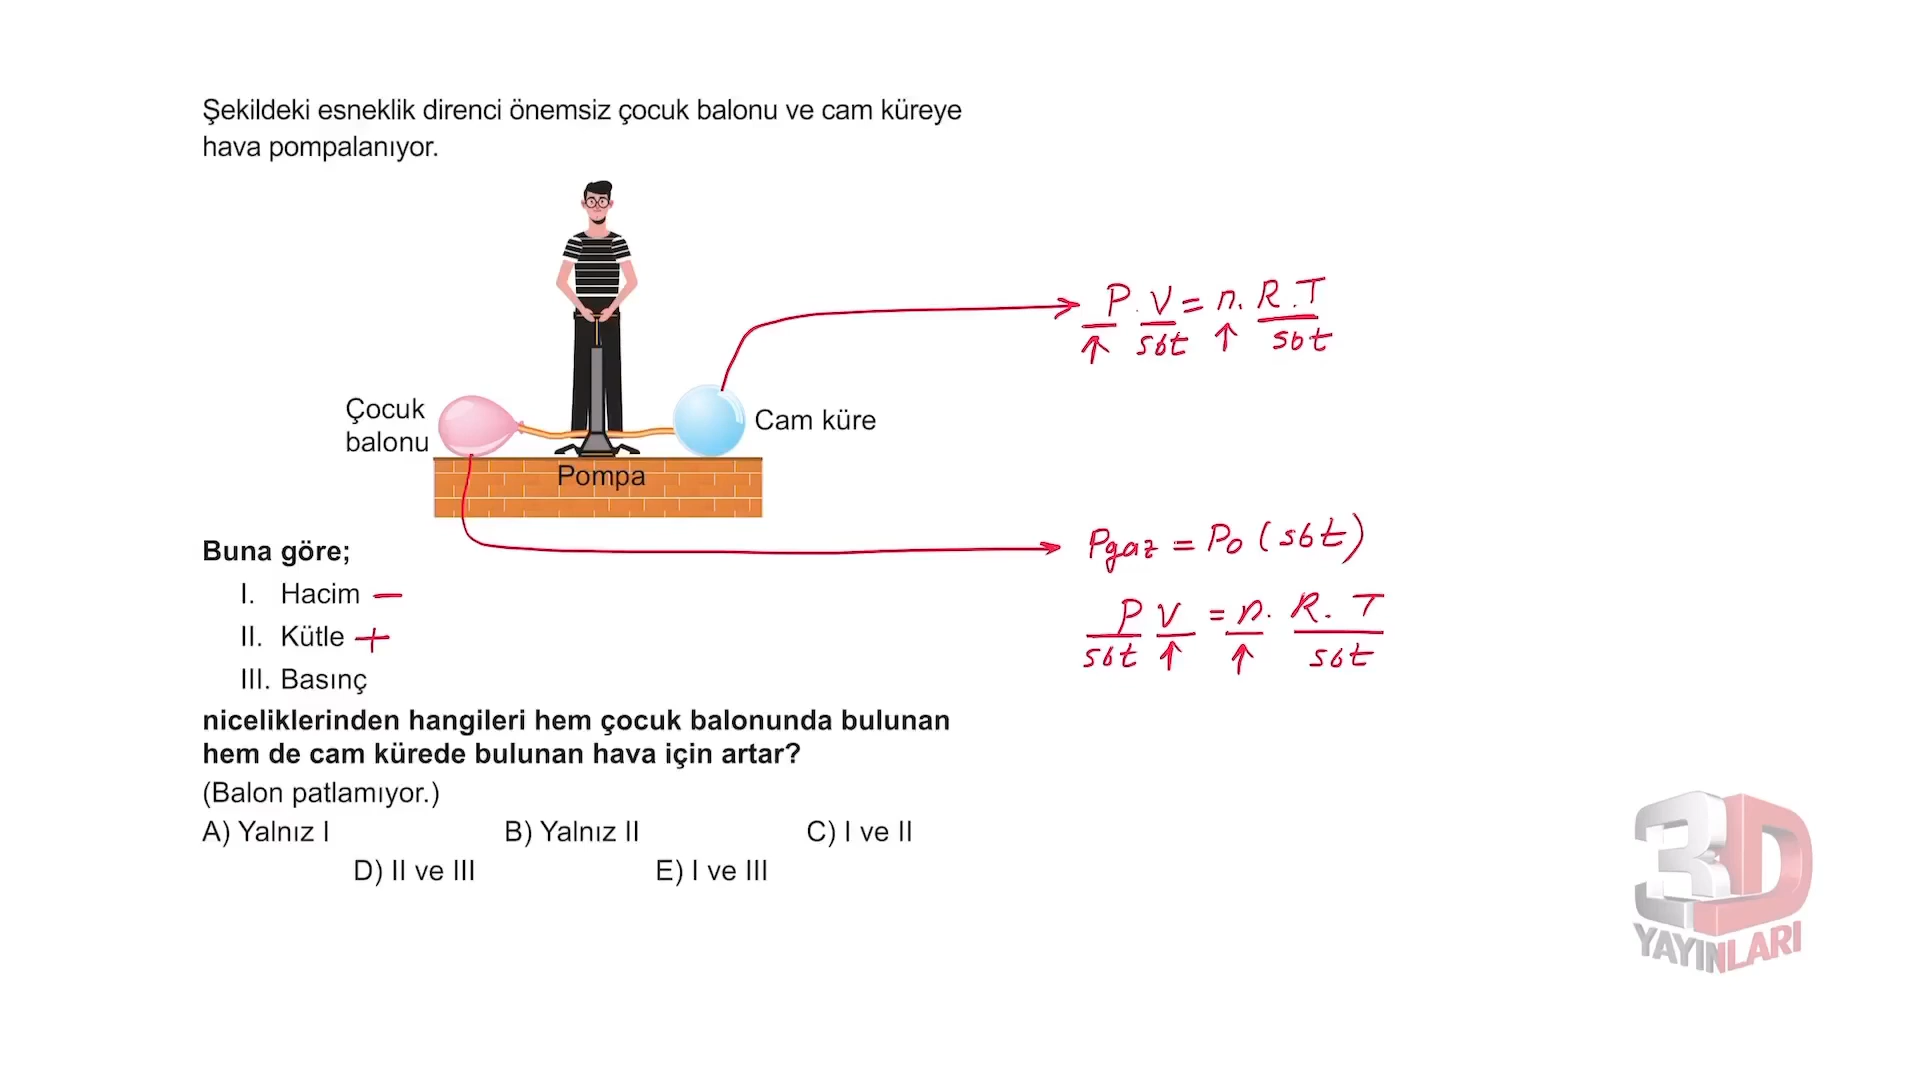 Şekildeki esneklik direnci önemsiz çocuk balonu ve cam küreye
hava pompalanıyor.
P.V=n.R.T
↑ sbt ↑ sbt
Çocuk
balonu
Cam küre
Pompa
Pgaz = P0 (sbt)
P V = n. R. T
sbt ↑ ↑ sbt
Buna göre;
I. Hacim –
II. Kütle +
III. Basınç
niceliklerinden hangileri hem çocuk balonunda bulunan
hem de cam kürede bulunan hava için artar?
(Balon patlamıyor.)
A) Yalnız I B) Yalnız II C) I ve II
D) II ve III E) I ve III
3D
YAYINLARI